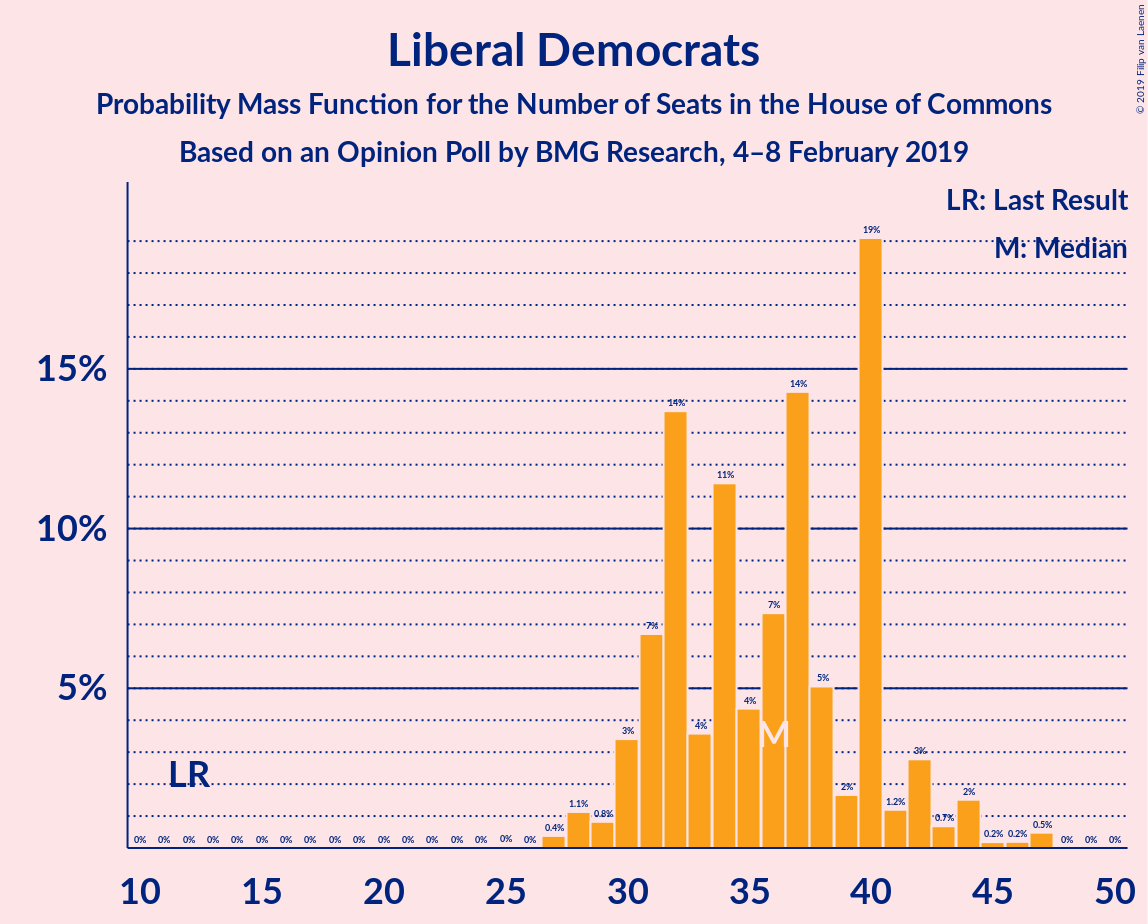 Liberal Democrats
Probability Mass Function for the Number of Seats in the House of Commons
Based on an Opinion Poll by BMG Research, 4–8 February 2019
© 2019 Filip van Laenen
LR: Last Result
M: Median
15%
10%
5%
LR
M
0% 0% 0% 0% 0% 0% 0% 0% 0% 0% 0% 0% 0% 0% 0% 0% 0% 0.4% 1.1% 0.8% 3% 7% 14% 4% 11% 4% 7% 14% 5% 2% 19% 1.2% 3% 0.7% 2% 0.2% 0.2% 0.5% 0% 0% 0%
10 15 20 25 30 35 40 45 50